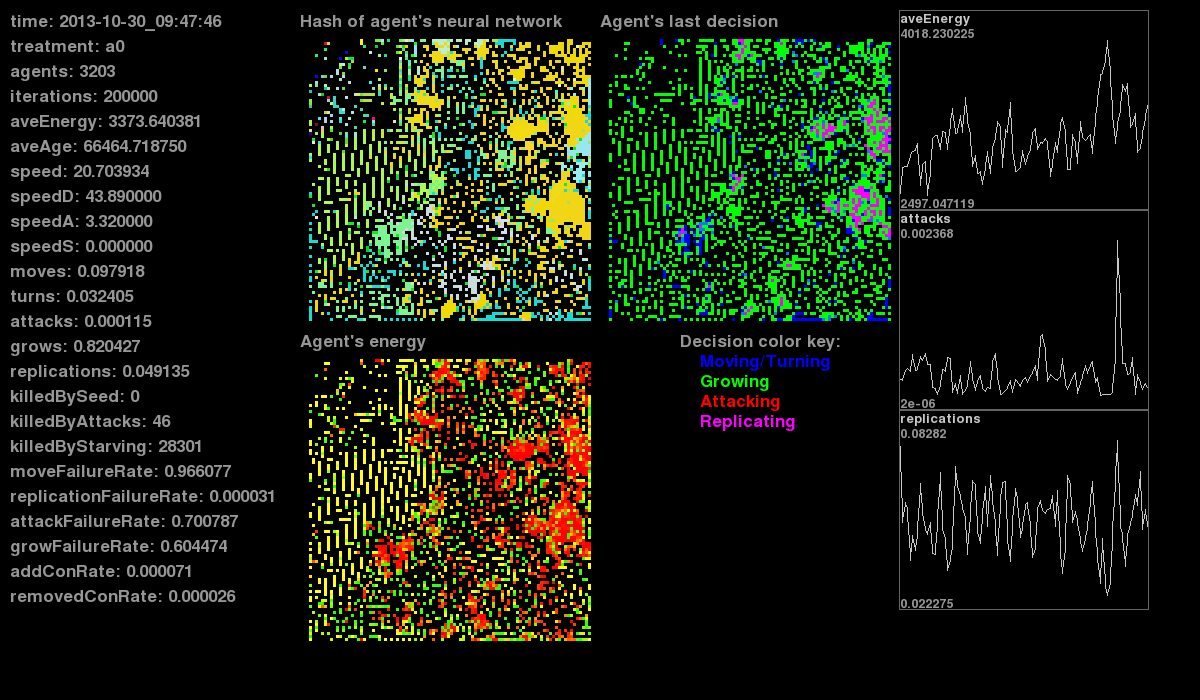 time: 2013-10-30_09:47:46
treatment: a0
agents: 3203
iterations: 200000
aveEnergy: 3373.640381
aveAge: 66464.718750
speed: 20.703934
speedD: 43.890000
speedA: 3.320000
speedS: 0.000000
moves: 0.097918
turns: 0.032405
attacks: 0.000115
grows: 0.820427
replications: 0.049135
killedBySeed: 0
killedByAttacks: 46
killedByStarving: 28301
moveFailureRate: 0.966077
replicationFailureRate: 0.000031
attackFailureRate: 0.700787
growFailureRate: 0.604474
addConRate: 0.000071
removedConRate: 0.000026
Hash of agent's neural network
Agent's last decision
Agent's energy
Decision color key:
Moving/Turning
Growing
Attacking
Replicating
aveEnergy
4018.230225
2497.047119
attacks
0.002368
2e-06
replications
0.08282
0.022275